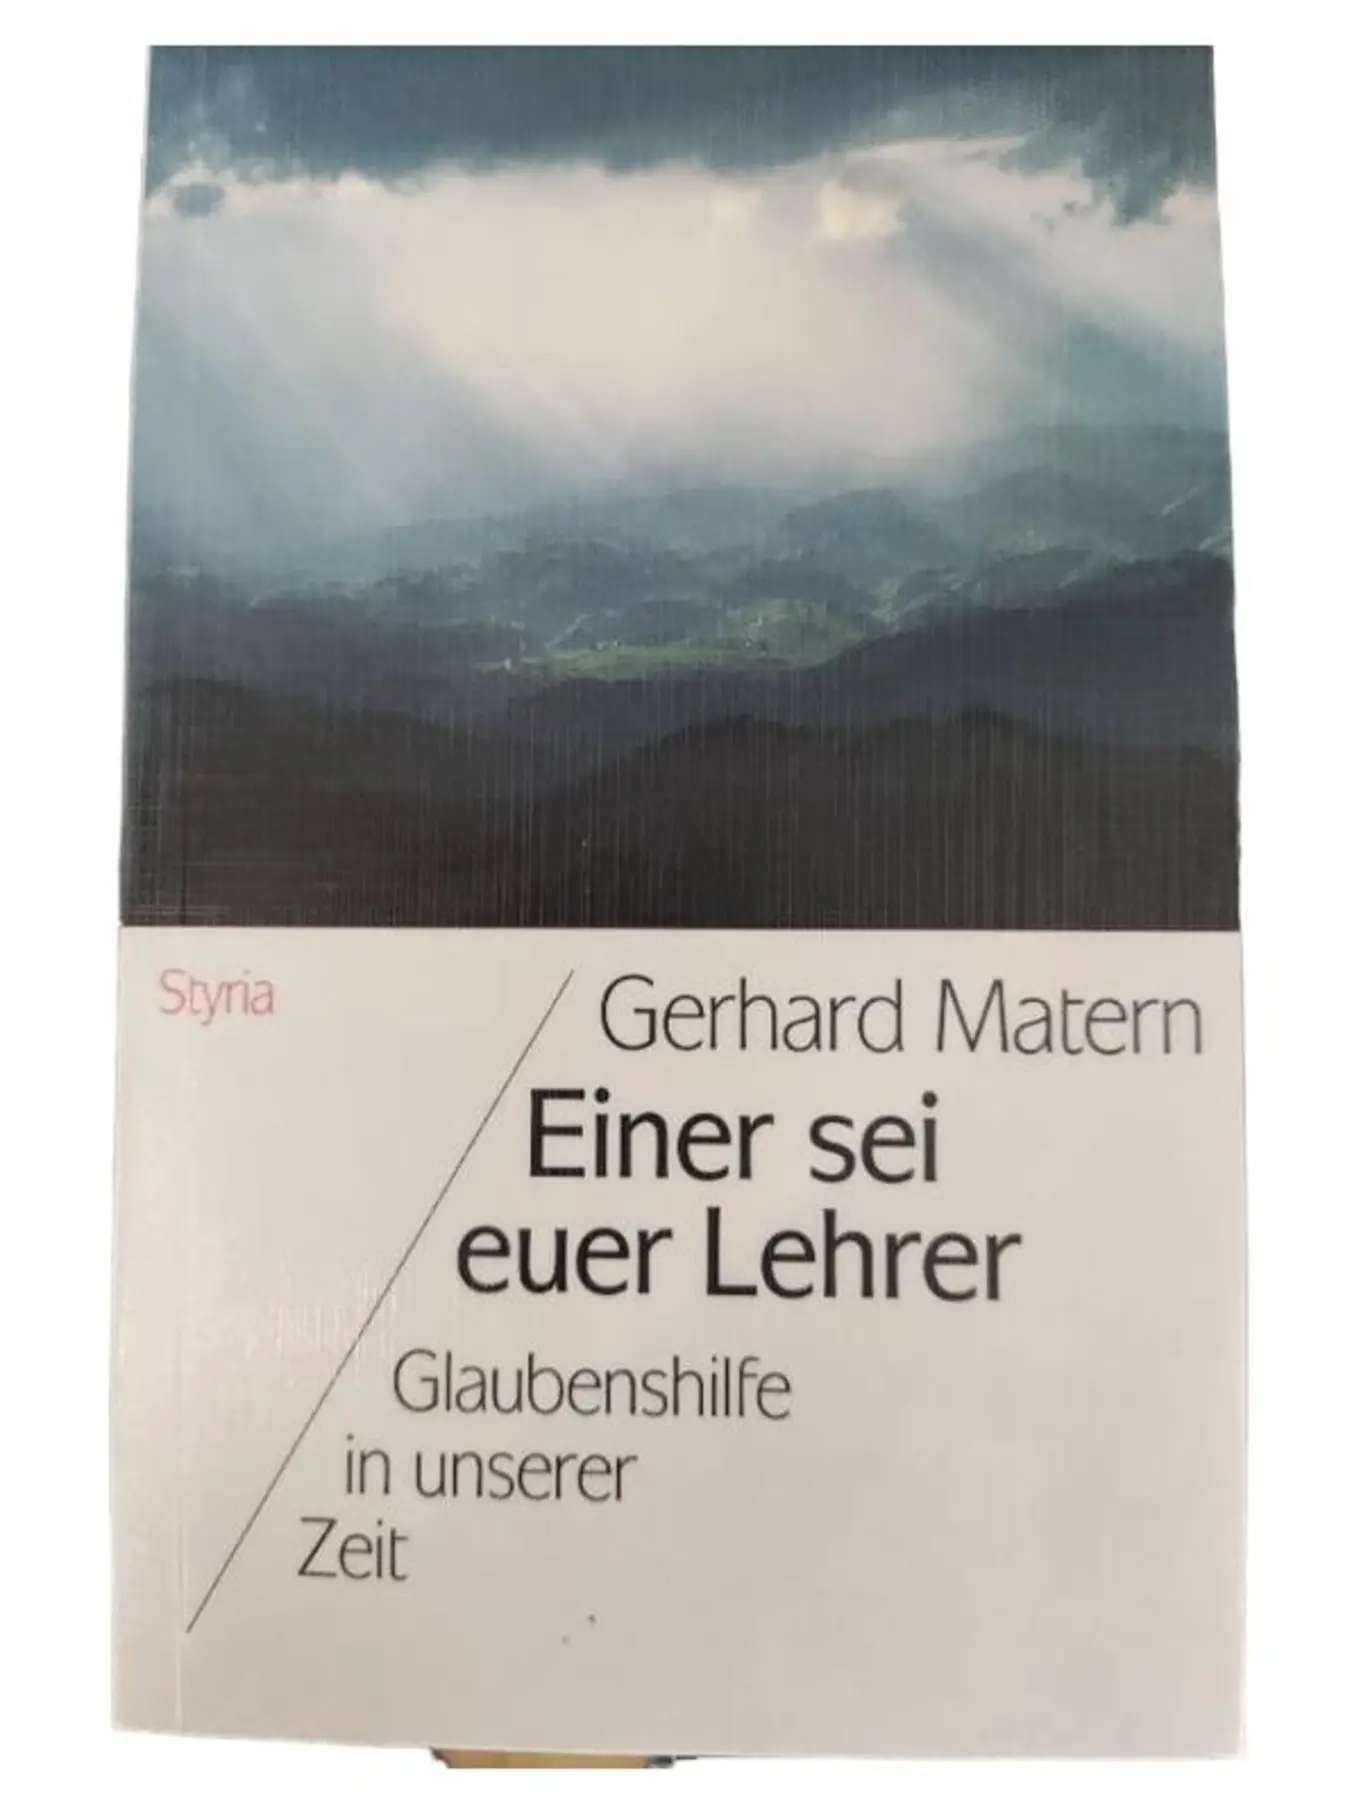 Styria
Gerhard Matern
Einer sei
euer Lehrer
Glaubenshilfe
in unserer
Zeit